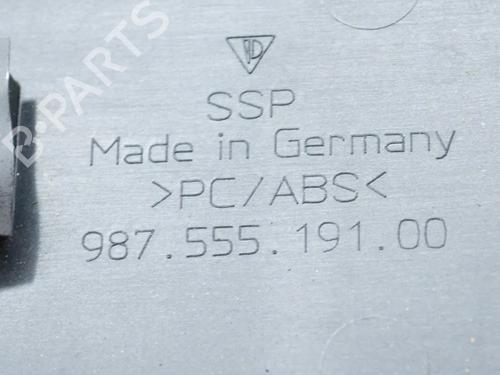 B-PARTS
SSP
Made in Germany
>PC/ABS<
987.555.191.00